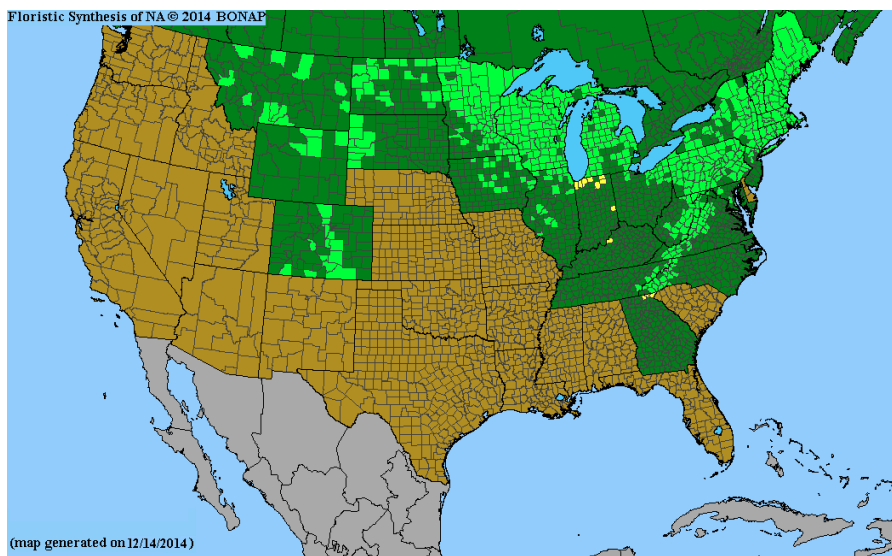 Floristic Synthesis of NA © 2014 BONAP
(map generated on 12/14/2014)